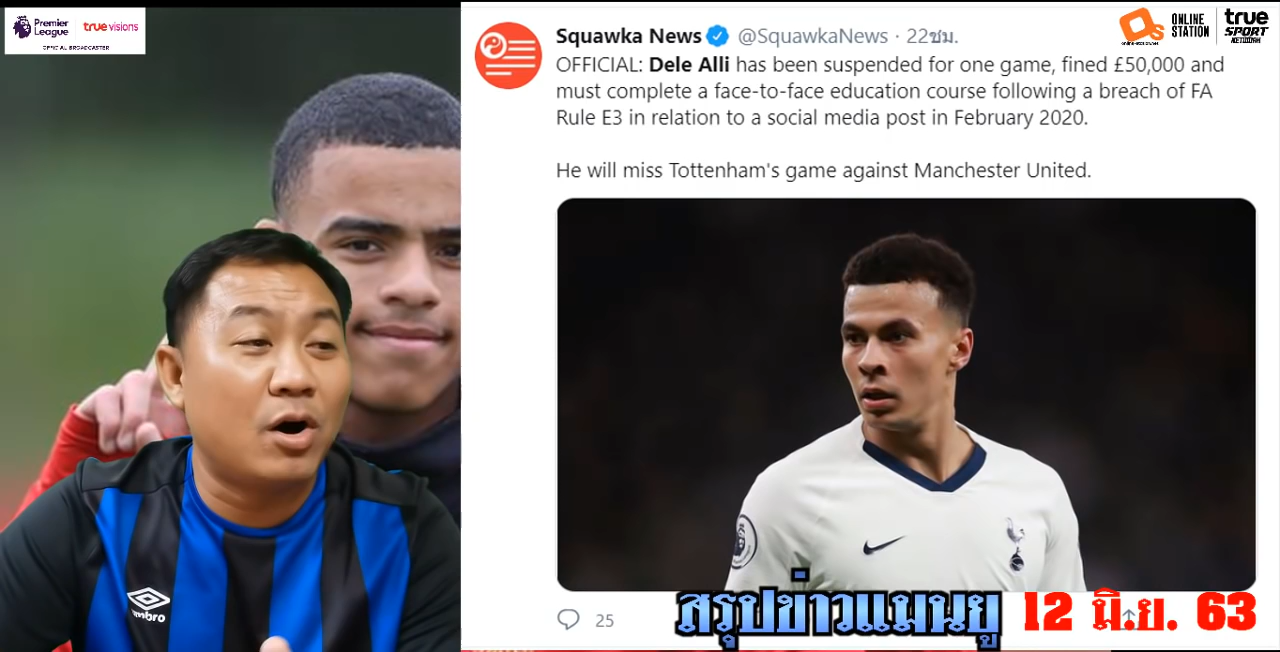 Premier League
true visions
OFFICIAL BROADCASTER
Squawka News @SquawkaNews · 22ชม.
OFFICIAL: Dele Alli has been suspended for one game, fined £50,000 and
must complete a face-to-face education course following a breach of FA
Rule E3 in relation to a social media post in February 2020.
He will miss Tottenham's game against Manchester United.
ONLINE STATION
true SPORT NETWORK
umbro
25
สรุปข่าวแมนยู 12 มิ.ย. 63